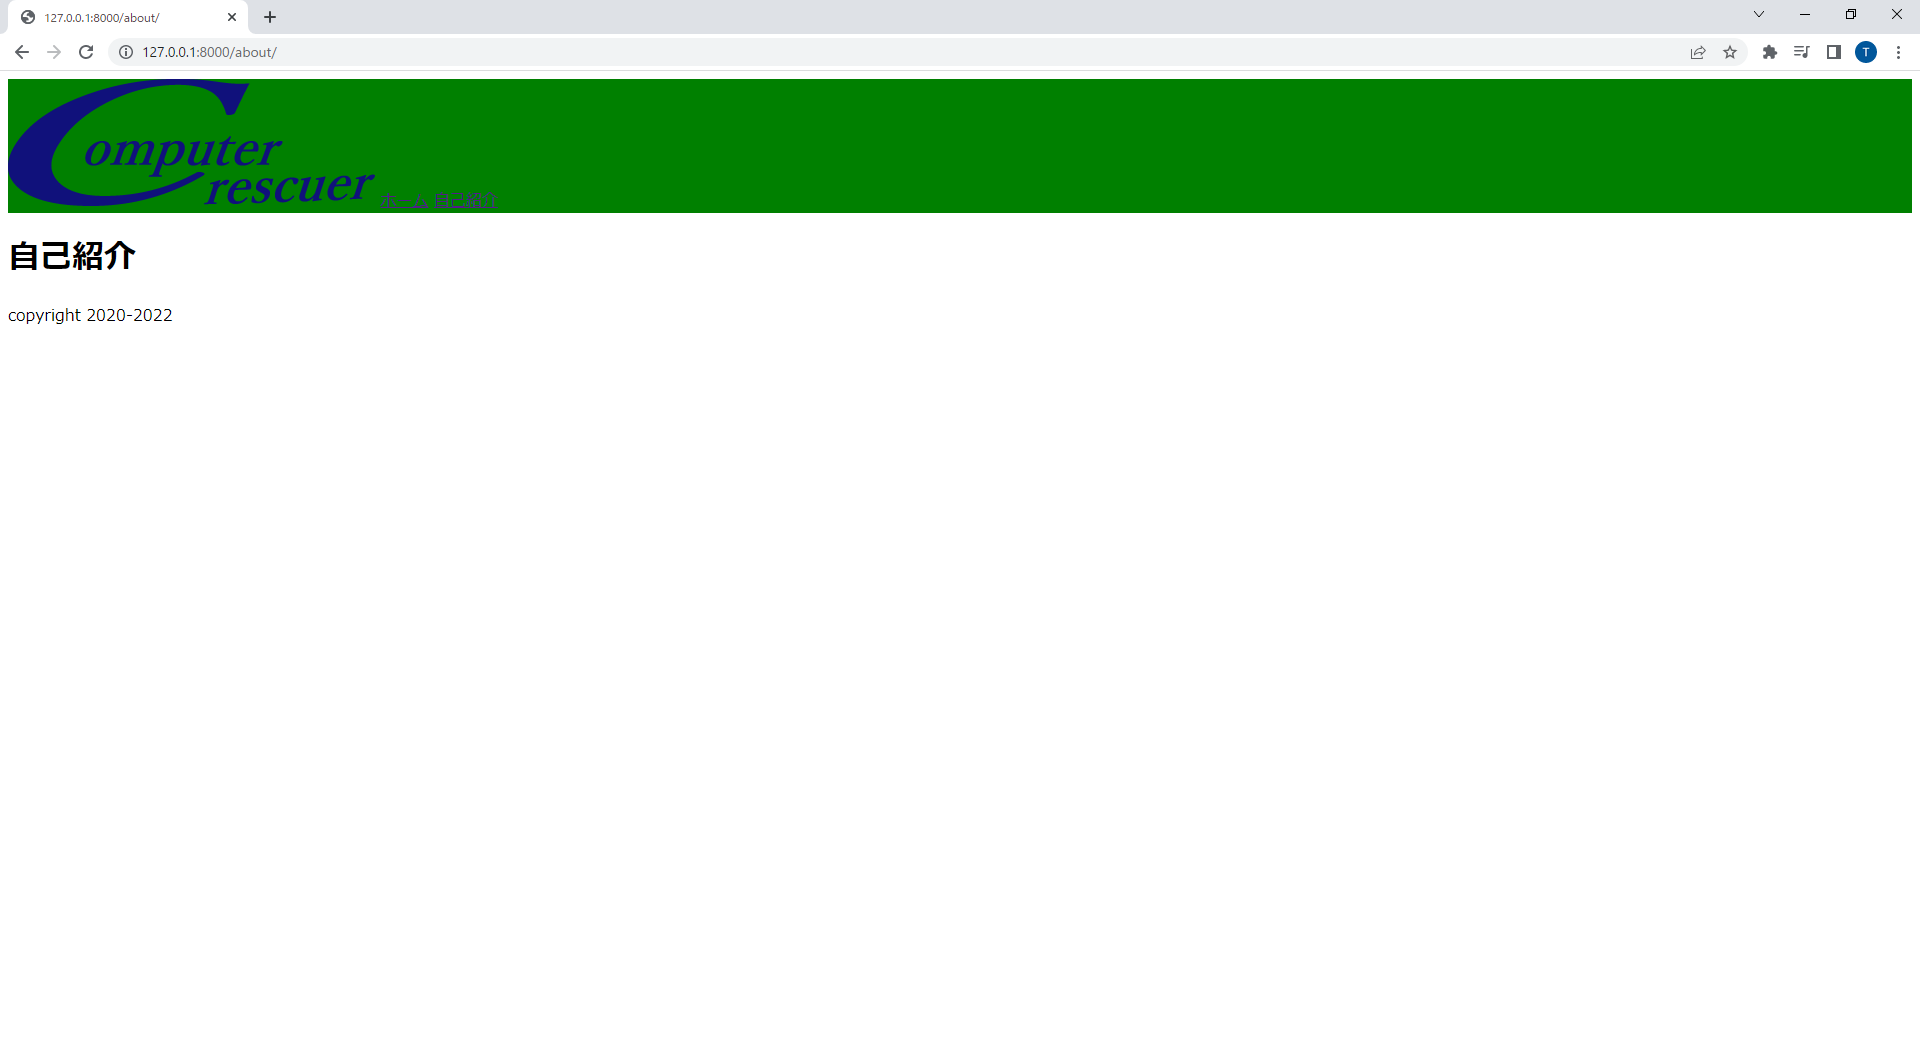 127.0.0.1:8000/about/
127.0.0.1:8000/about/
T
Computer
rescuer ホーム 自己紹介
自己紹介
copyright 2020-2022